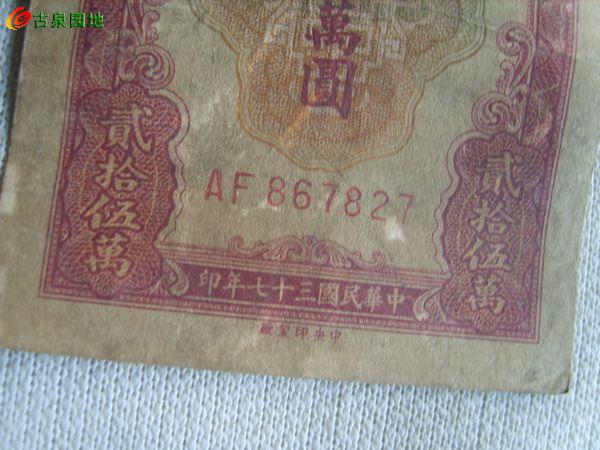 古泉园地
萬圓
貳拾伍萬
貳拾伍萬
AF 867827
印年七十三國民華中
廠製印央中